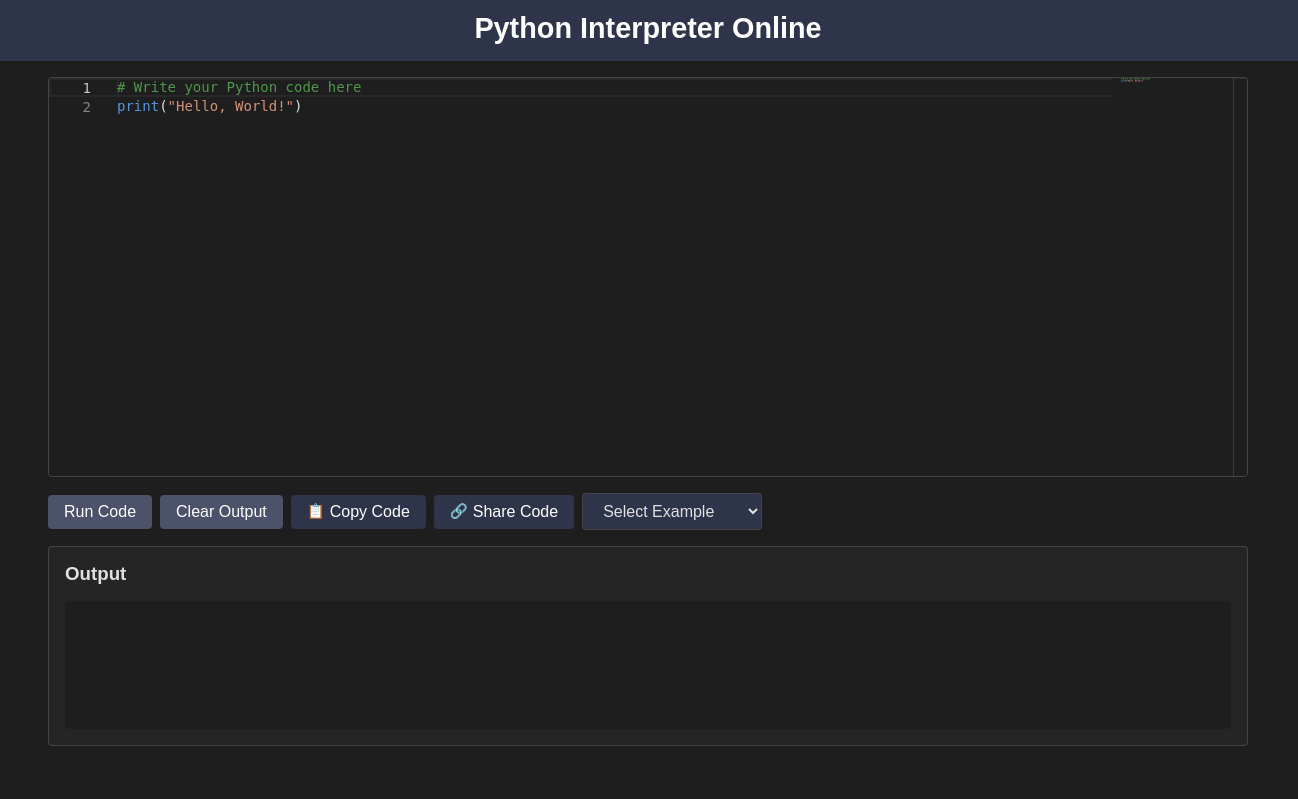 Python Interpreter Online
1 # Write your Python code here
2 print("Hello, World!")
Run Code Clear Output 📋 Copy Code 🔗 Share Code Select Example
Output